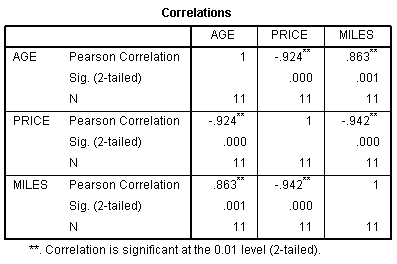 Correlations
AGE PRICE MILES
AGE Pearson Correlation 1 -.924** .863**
Sig. (2-tailed) .000 .001
N 11 11 11
PRICE Pearson Correlation -.924** 1 -.942**
Sig. (2-tailed) .000 .000
N 11 11 11
MILES Pearson Correlation .863** -.942** 1
Sig. (2-tailed) .001 .000
N 11 11 11
**. Correlation is significant at the 0.01 level (2-tailed).